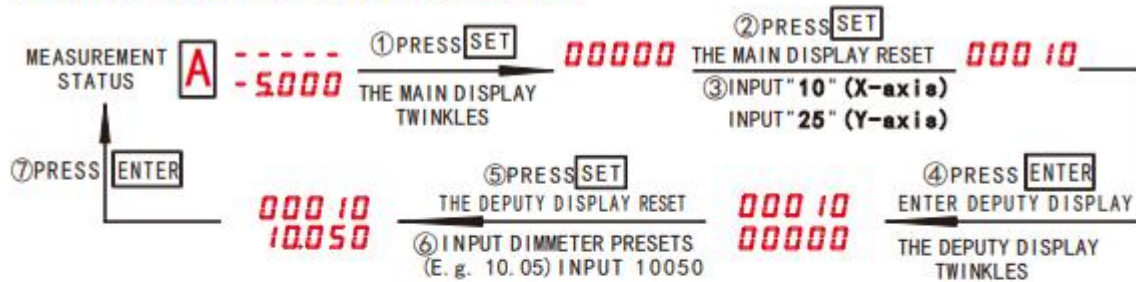 MEASUREMENT
STATUS
A
- - - - -
-5.000
①PRESS SET
THE MAIN DISPLAY
TWINKLES
00000
②PRESS SET
THE MAIN DISPLAY RESET
③INPUT"10" (X-axis)
INPUT"25" (Y-axis)
00010
④PRESS ENTER
ENTER DEPUTY DISPLAY
THE DEPUTY DISPLAY
TWINKLES
00010
00000
⑤PRESS SET
THE DEPUTY DISPLAY RESET
⑥INPUT DIMMETER PRESETS
(E.g. 10.05) INPUT 10050
00010
10.050
⑦PRESS ENTER